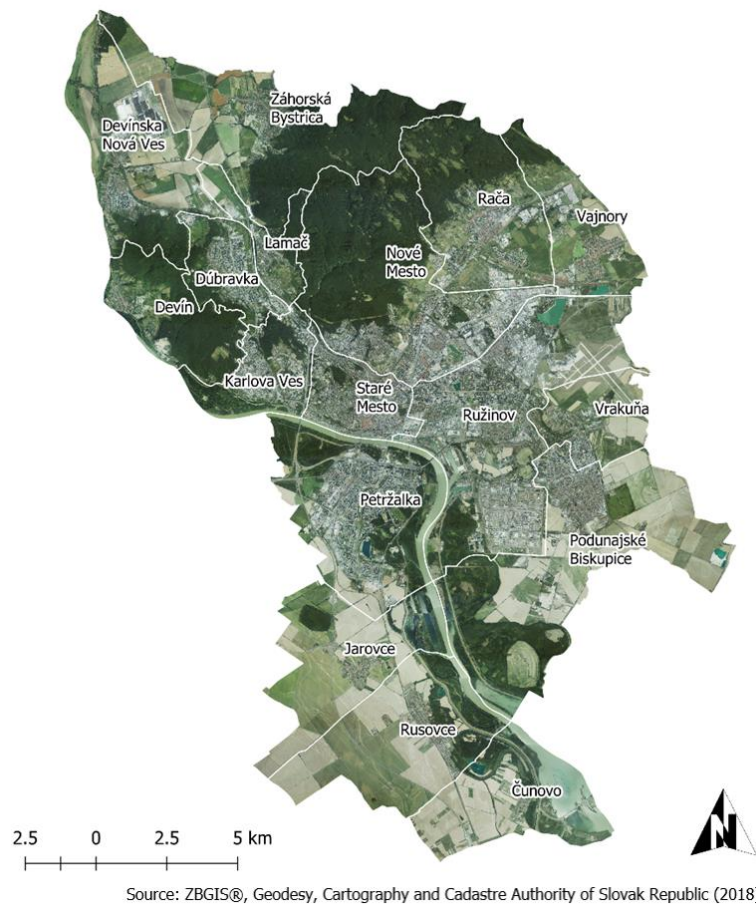 Záhorská
Bystrica
Devínska
Nová Ves
Rača
Vajnory
Lamač
Nové
Mesto
Dúbravka
Devín
Karlova Ves
Staré
Mesto
Ružinov
Vrakuňa
Petržalka
Podunajské
Biskupice
Jarovce
Rusovce
Čunovo
2.5 0 2.5 5 km
N
Source: ZBGIS®, Geodesy, Cartography and Cadastre Authority of Slovak Republic (2018)